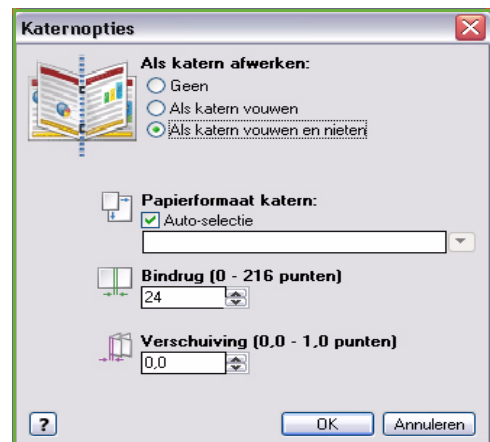 Katernopties
Als katern afwerken:
Geen
Als katern vouwen
Als katern vouwen en nieten
Papierformaat katern:
Auto-selectie
Bindrug (0 - 216 punten)
24
Verschuiving (0,0 - 1,0 punten)
0,0
?
OK
Annuleren